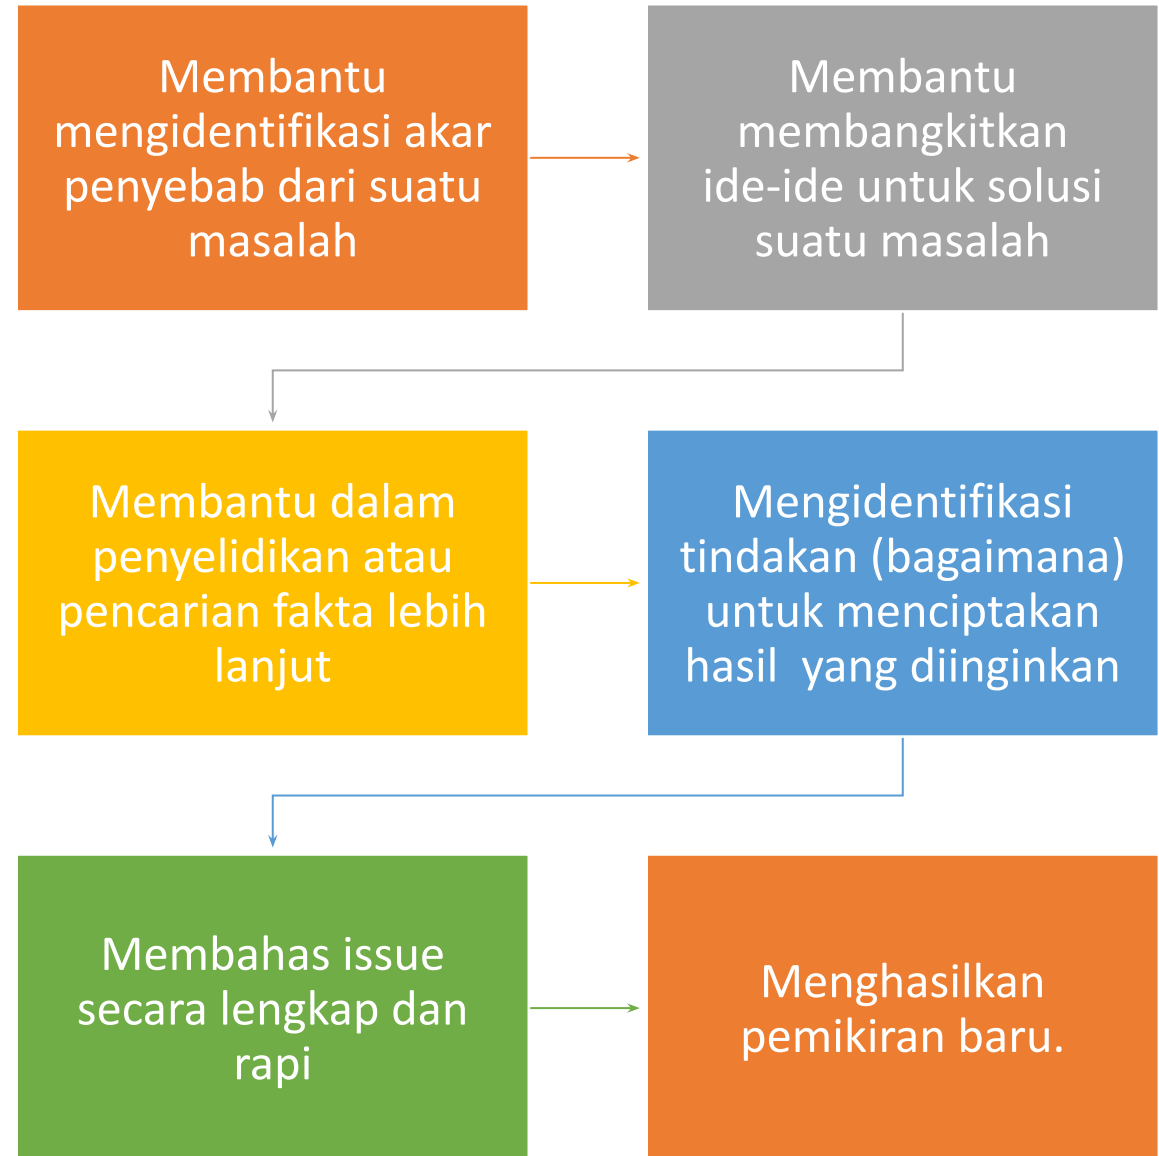 Membantu
mengidentifikasi akar
penyebab dari suatu
masalah
Membantu
membangkitkan
ide-ide untuk solusi
suatu masalah
Membantu dalam
penyelidikan atau
pencarian fakta lebih
lanjut
Mengidentifikasi
tindakan (bagaimana)
untuk menciptakan
hasil  yang diinginkan
Membahas issue
secara lengkap dan
rapi
Menghasilkan
pemikiran baru.